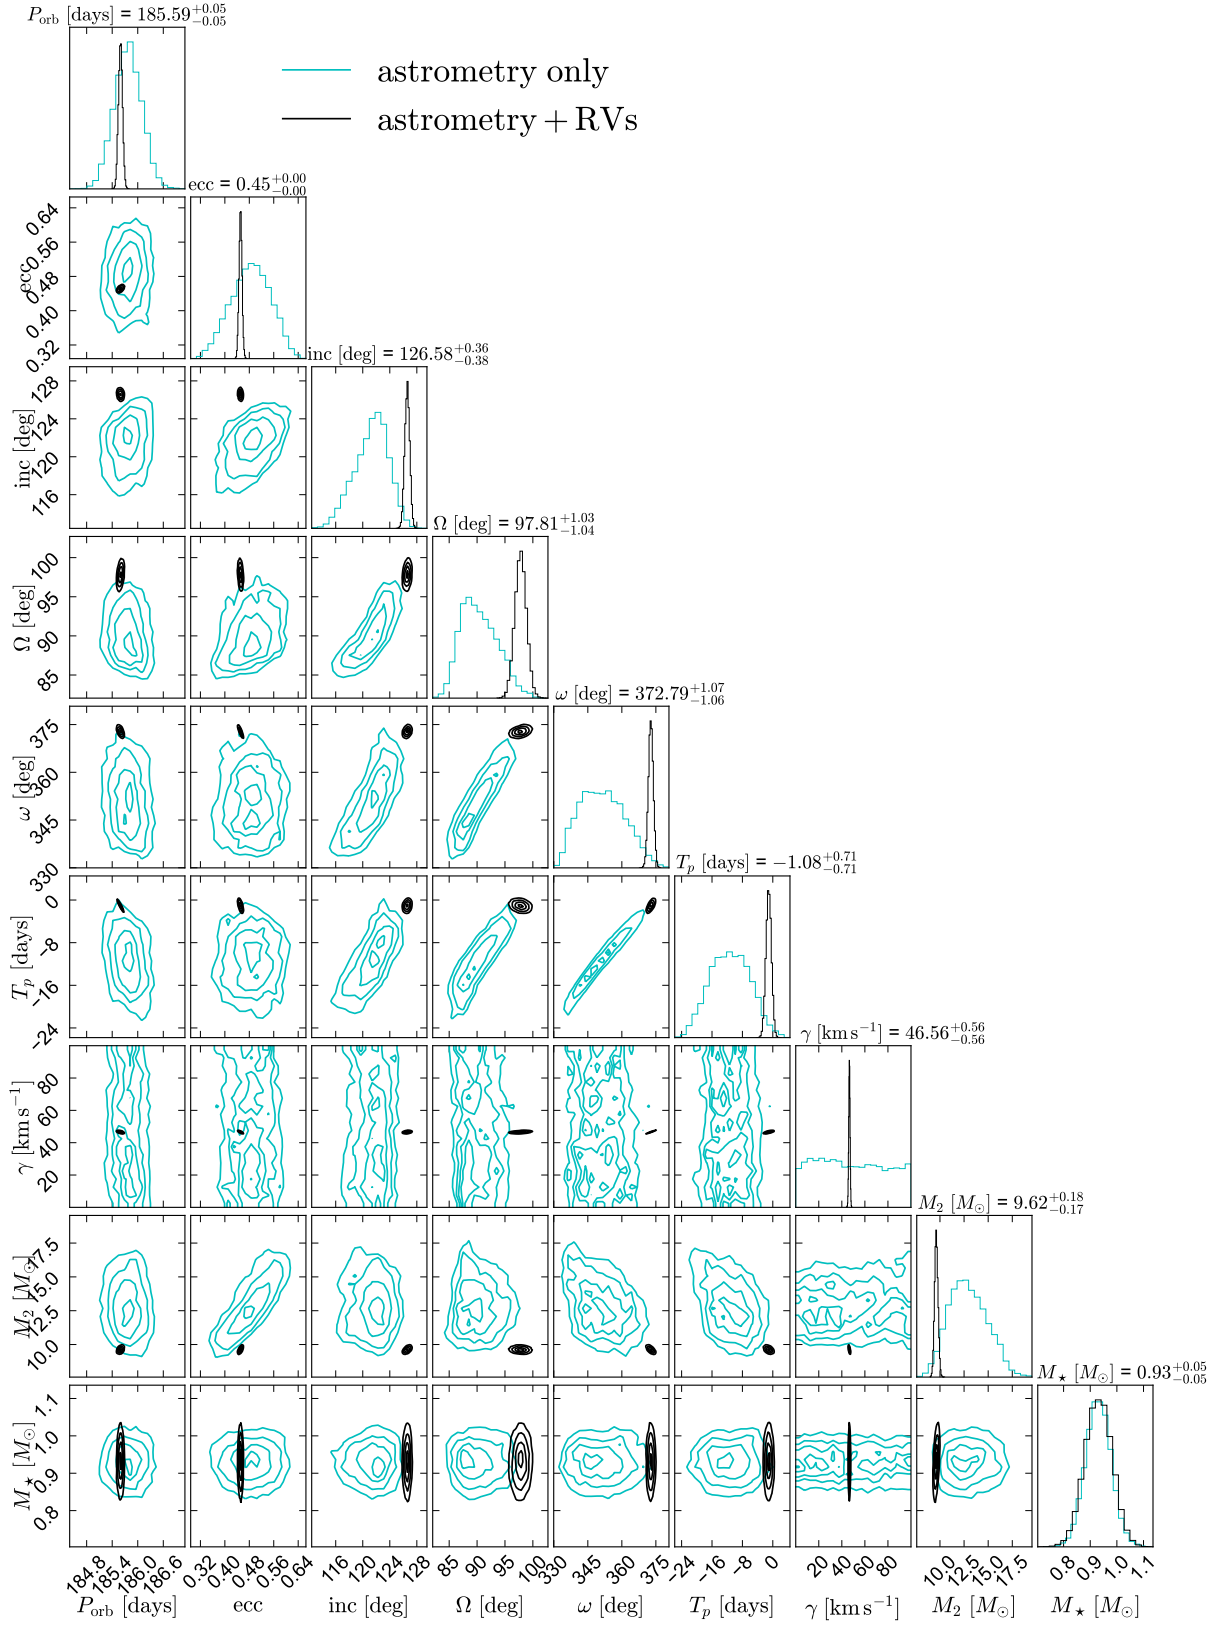 P_orb [days] = 185.59 +0.05 −0.05
astrometry only
astrometry + RVs
ecc = 0.45 +0.00 −0.00
0.64
0.56
0.48
0.40
0.32
ecc
inc [deg] = 126.58 +0.36 −0.38
128
124
120
116
inc [deg]
Ω [deg] = 97.81 +1.03 −1.04
100
95
90
85
Ω [deg]
ω [deg] = 372.79 +1.07 −1.06
375
360
345
330
ω [deg]
T_p [days] = −1.08 +0.71 −0.71
0
−8
−16
−24
T_p [days]
γ [km s−1] = 46.56 +0.56 −0.56
80
60
40
20
γ [km s−1]
M_2 [M_⊙] = 9.62 +0.18 −0.17
17.5
15.0
12.5
10.0
M_2 [M_⊙]
M_⋆ [M_⊙] = 0.93 +0.05 −0.05
1.1
1.0
0.9
0.8
M_⋆ [M_⊙]
184.8 185.4 186.0 186.6 0.32 0.40 0.48 0.56 0.64 116 120 124 128 85 90 95 100 330 345 360 375 −24 −16 −8 0 20 40 60 80 10.0 12.5 15.0 17.5 0.8 0.9 1.0 1.1
P_orb [days] ecc inc [deg] Ω [deg] ω [deg] T_p [days] γ [km s−1] M_2 [M_⊙] M_⋆ [M_⊙]